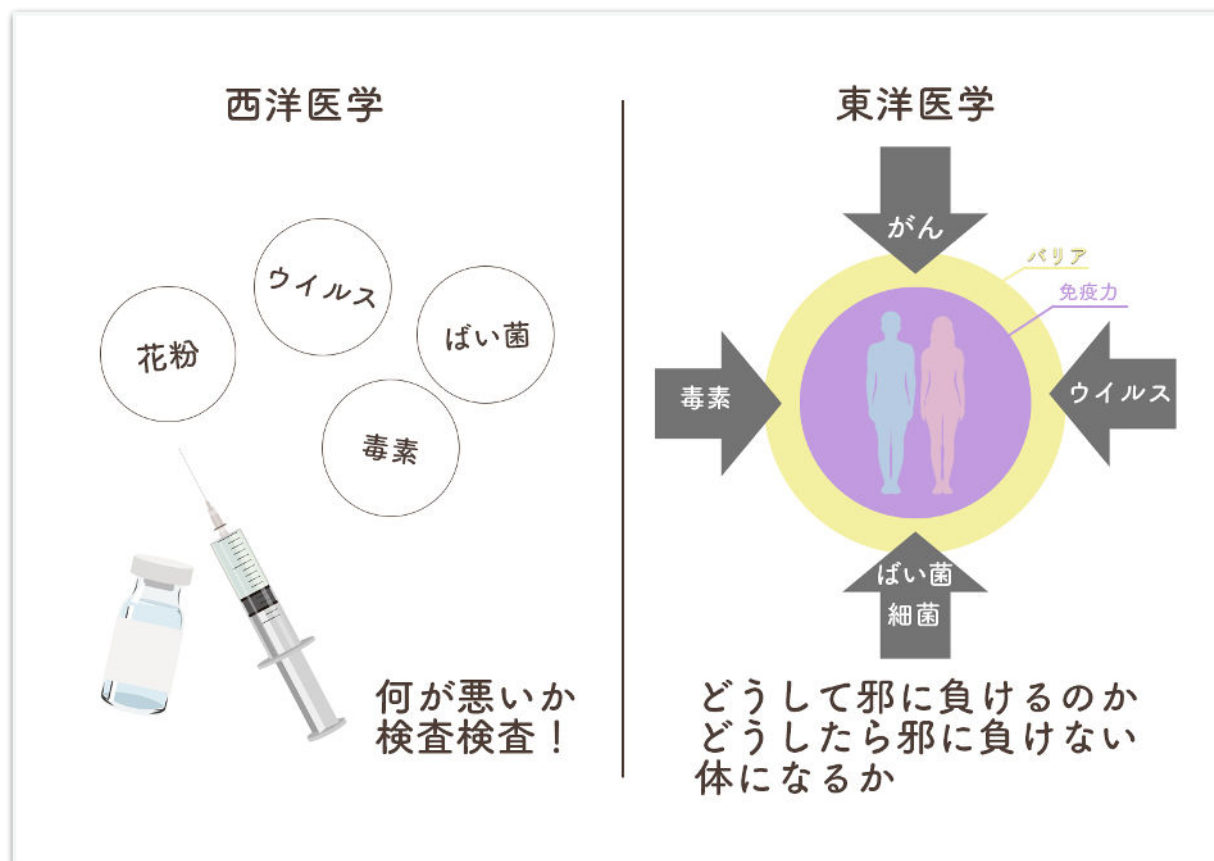 西洋医学
花粉
ウイルス
ばい菌
毒素
何が悪いか
検査検査！
東洋医学
がん
バリア
免疫力
毒素
ウイルス
ばい菌
細菌
どうして邪に負けるのか
どうしたら邪に負けない
体になるか